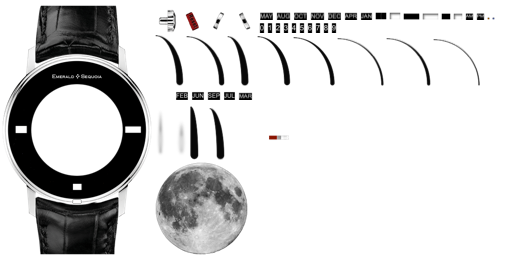 MAY AUG OCT NOV DEC APR JAN
0 1 2 3 4 5 6 7 8 9
EMERALD SEQUOIA
FEB JUN SEP JUL MAR